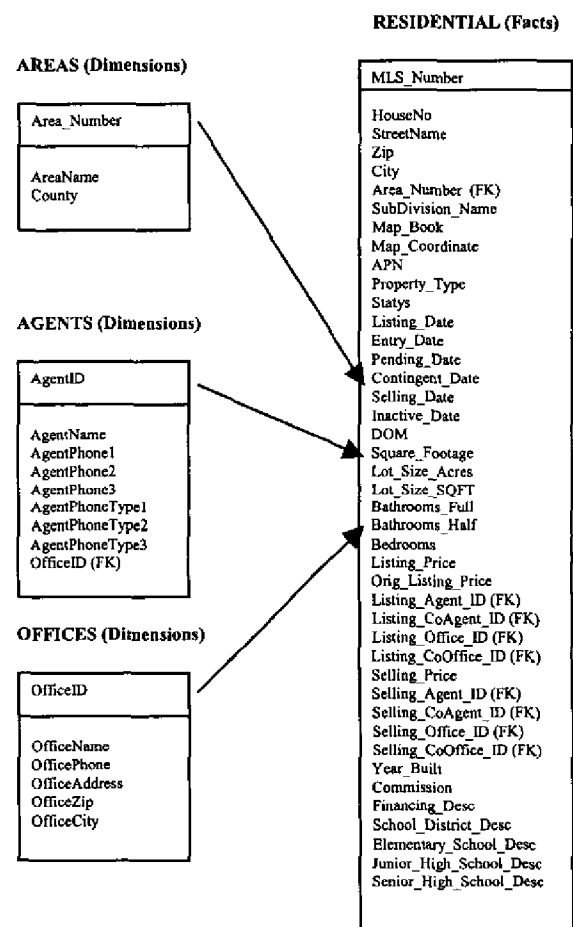 RESIDENTIAL (Facts)
AREAS (Dimensions)
Area_Number
AreaName
County
AGENTS (Dimensions)
AgentID
AgentName
AgentPhone1
AgentPhone2
AgentPhone3
AgentPhoneType1
AgentPhoneType2
AgentPhoneType3
OfficeID (FK)
OFFICES (Dimensions)
OfficeID
OfficeName
OfficePhone
OfficeAddress
OfficeZip
OfficeCity
MLS_Number
HouseNo
StreetName
Zip
City
Area_Number (FK)
SubDivision_Name
Map_Book
Map_Coordinate
APN
Property_Type
Statys
Listing_Date
Entry_Date
Pending_Date
Contingent_Date
Selling_Date
Inactive_Date
DOM
Square_Footage
Lot_Size_Acres
Lot_Size_SQFT
Bathrooms_Full
Bathrooms_Half
Bedrooms
Listing_Price
Orig_Listing_Price
Listing_Agent_ID (FK)
Listing_CoAgent_ID (FK)
Listing_Office_ID (FK)
Listing_CoOffice_ID (FK)
Selling_Price
Selling_Agent_ID (FK)
Selling_CoAgent_ID (FK)
Selling_Office_ID (FK)
Selling_CoOffice_ID (FK)
Year_Built
Commission
Financing_Desc
School_District_Desc
Elementary_School_Desc
Junior_High_School_Desc
Senior_High_School_Desc